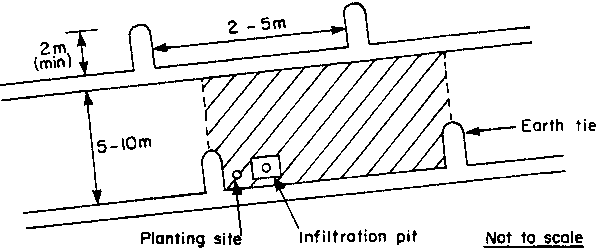 2 - 5m
2m
(min)
5-10m
Earth tie
Planting site
Infiltration pit
Not to scale